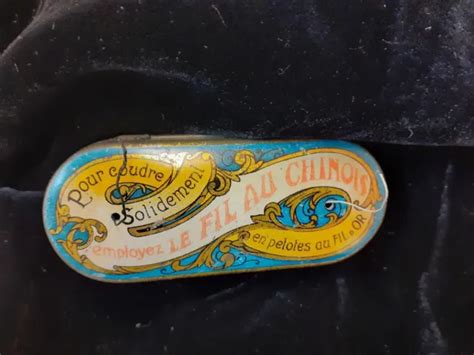 Pour coudre
Solidement
employez LE FIL AU CHINOIS
en pelotes au FIL D'OR